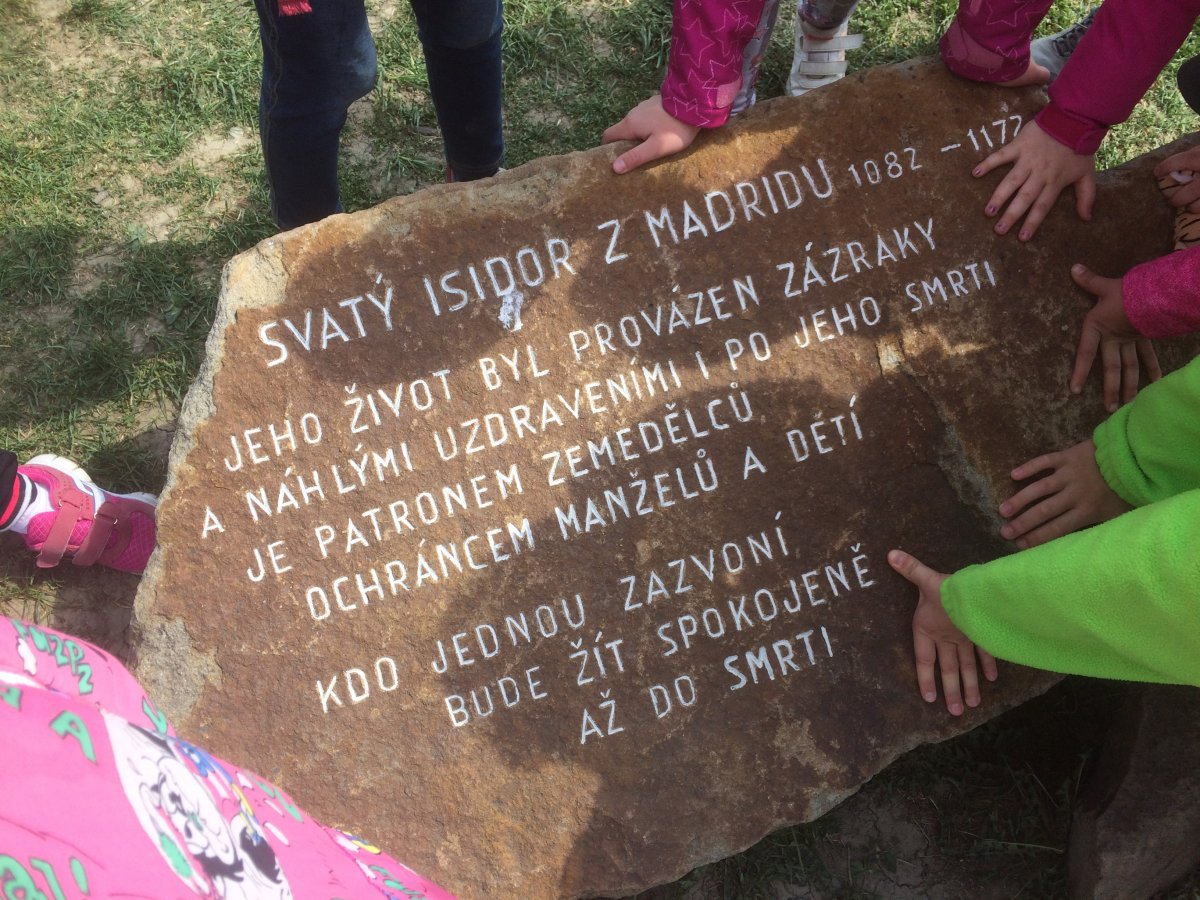 SVATÝ ISIDOR Z MADRIDU 1082 – 1172
JEHO ŽIVOT BYL PROVÁZEN ZÁZRAKY
A NÁHLÝMI UZDRAVENÍMI I PO JEHO SMRTI
JE PATRONEM ZEMEDĚLCŮ
OCHRÁNCEM MANŽELŮ A DĚTÍ
KDO JEDNOU ZAZVONÍ
BUDE ŽÍT SPOKOJENĚ
AŽ DO SMRTI